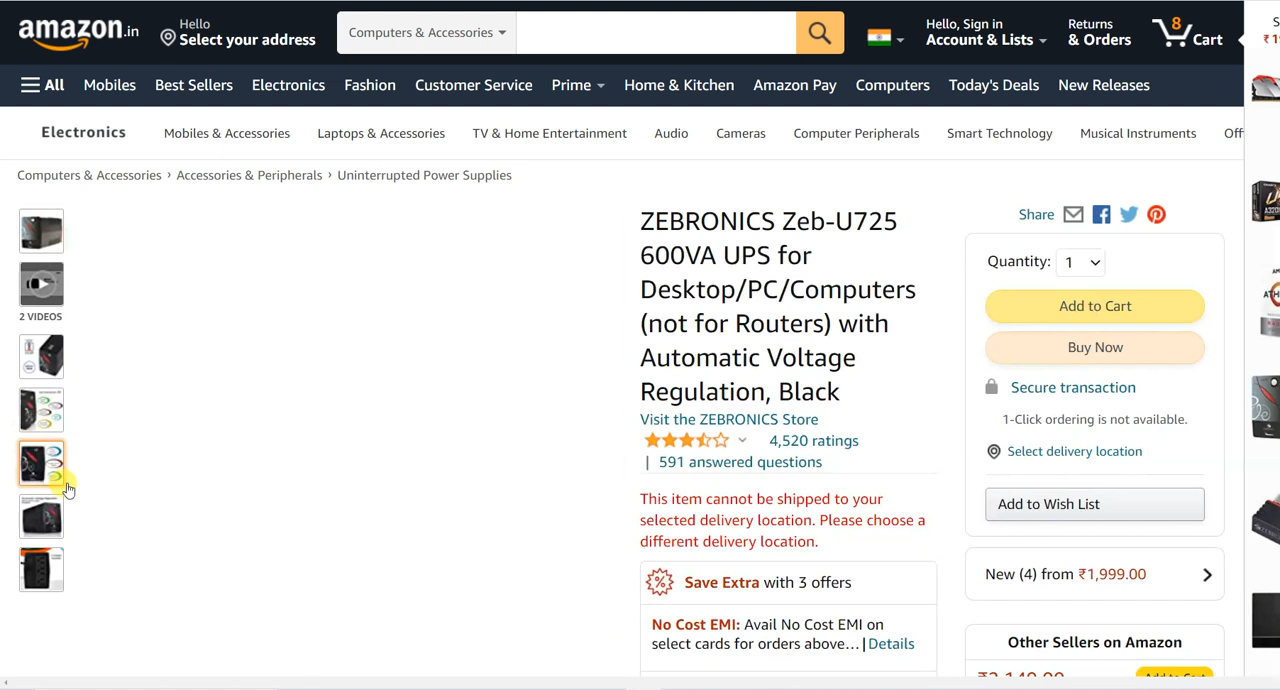 amazon.in
Hello
Select your address
Computers & Accessories
Hello, Sign in
Account & Lists
Returns
& Orders
8
Cart
All
Mobiles
Best Sellers
Electronics
Fashion
Customer Service
Prime
Home & Kitchen
Amazon Pay
Computers
Today's Deals
New Releases
Electronics
Mobiles & Accessories
Laptops & Accessories
TV & Home Entertainment
Audio
Cameras
Computer Peripherals
Smart Technology
Musical Instruments
Computers & Accessories › Accessories & Peripherals › Uninterrupted Power Supplies
2 VIDEOS
ZEBRONICS Zeb-U725
600VA UPS for
Desktop/PC/Computers
(not for Routers) with
Automatic Voltage
Regulation, Black
Visit the ZEBRONICS Store
4,520 ratings
| 591 answered questions
This item cannot be shipped to your
selected delivery location. Please choose a
different delivery location.
Save Extra with 3 offers
No Cost EMI: Avail No Cost EMI on
select cards for orders above… | Details
Share
Quantity: 1
Add to Cart
Buy Now
Secure transaction
1-Click ordering is not available.
Select delivery location
Add to Wish List
New (4) from ₹1,999.00
Other Sellers on Amazon